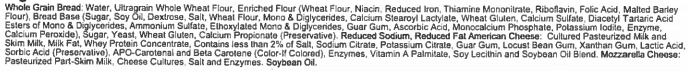 Whole Grain Bread: Water, Ultragrain Whole Wheat Flour, Enriched Flour (Wheat Flour, Niacin, Reduced Iron, Thiamine Mononitrate, Riboflavin, Folic Acid, Malted Barley
Flour), Bread Base (Sugar, Soy Oil, Dextrose, Salt, Wheat Flour, Mono & Diglycerides, Calcium Stearoyl Lactylate, Wheat Gluten, Calcium Sulfate, Diacetyl Tartaric Acid
Esters of Mono & Diglycerides, Ammonium Sulfate, Ethoxylated Mono & Diglycerides, Guar Gum, Ascorbic Acid, Monocalcium Phosphate, Potassium Iodate, Enzyme,
Calcium Peroxide), Sugar, Yeast, Wheat Gluten, Calcium Propionate (Preservative). Reduced Sodium, Reduced Fat American Cheese: Cultured Pasteurized Milk and
Skim Milk, Milk Fat, Whey Protein Concentrate, Contains less than 2% of Salt, Sodium Citrate, Potassium Citrate, Guar Gum, Locust Bean Gum, Xanthan Gum, Lactic Acid,
Sorbic Acid (Preservative), APO-Carotenal and Beta Carotene (Color-If Colored), Enzymes, Vitamin A Palmitate, Soy Lecithin and Soybean Oil Blend. Mozzarella Cheese:
Pasteurized Part-Skim Milk, Cheese Cultures, Salt and Enzymes. Soybean Oil.